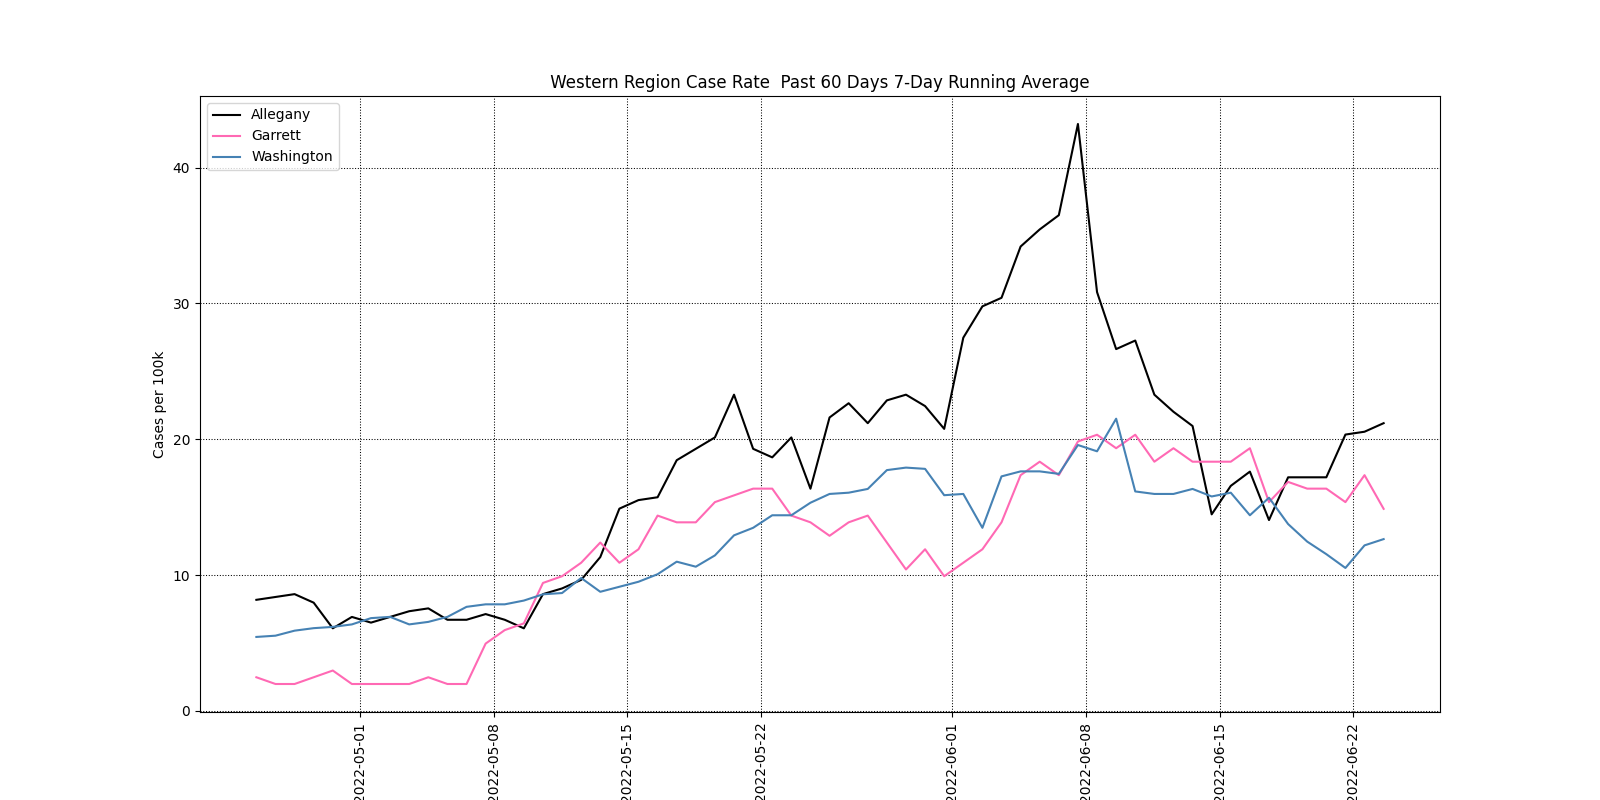 Western Region Case Rate  Past 60 Days 7-Day Running Average
Allegany
Garrett
Washington
Cases per 100k
40
30
20
10
0
2022-05-01
2022-05-08
2022-05-15
2022-05-22
2022-06-01
2022-06-08
2022-06-15
2022-06-22